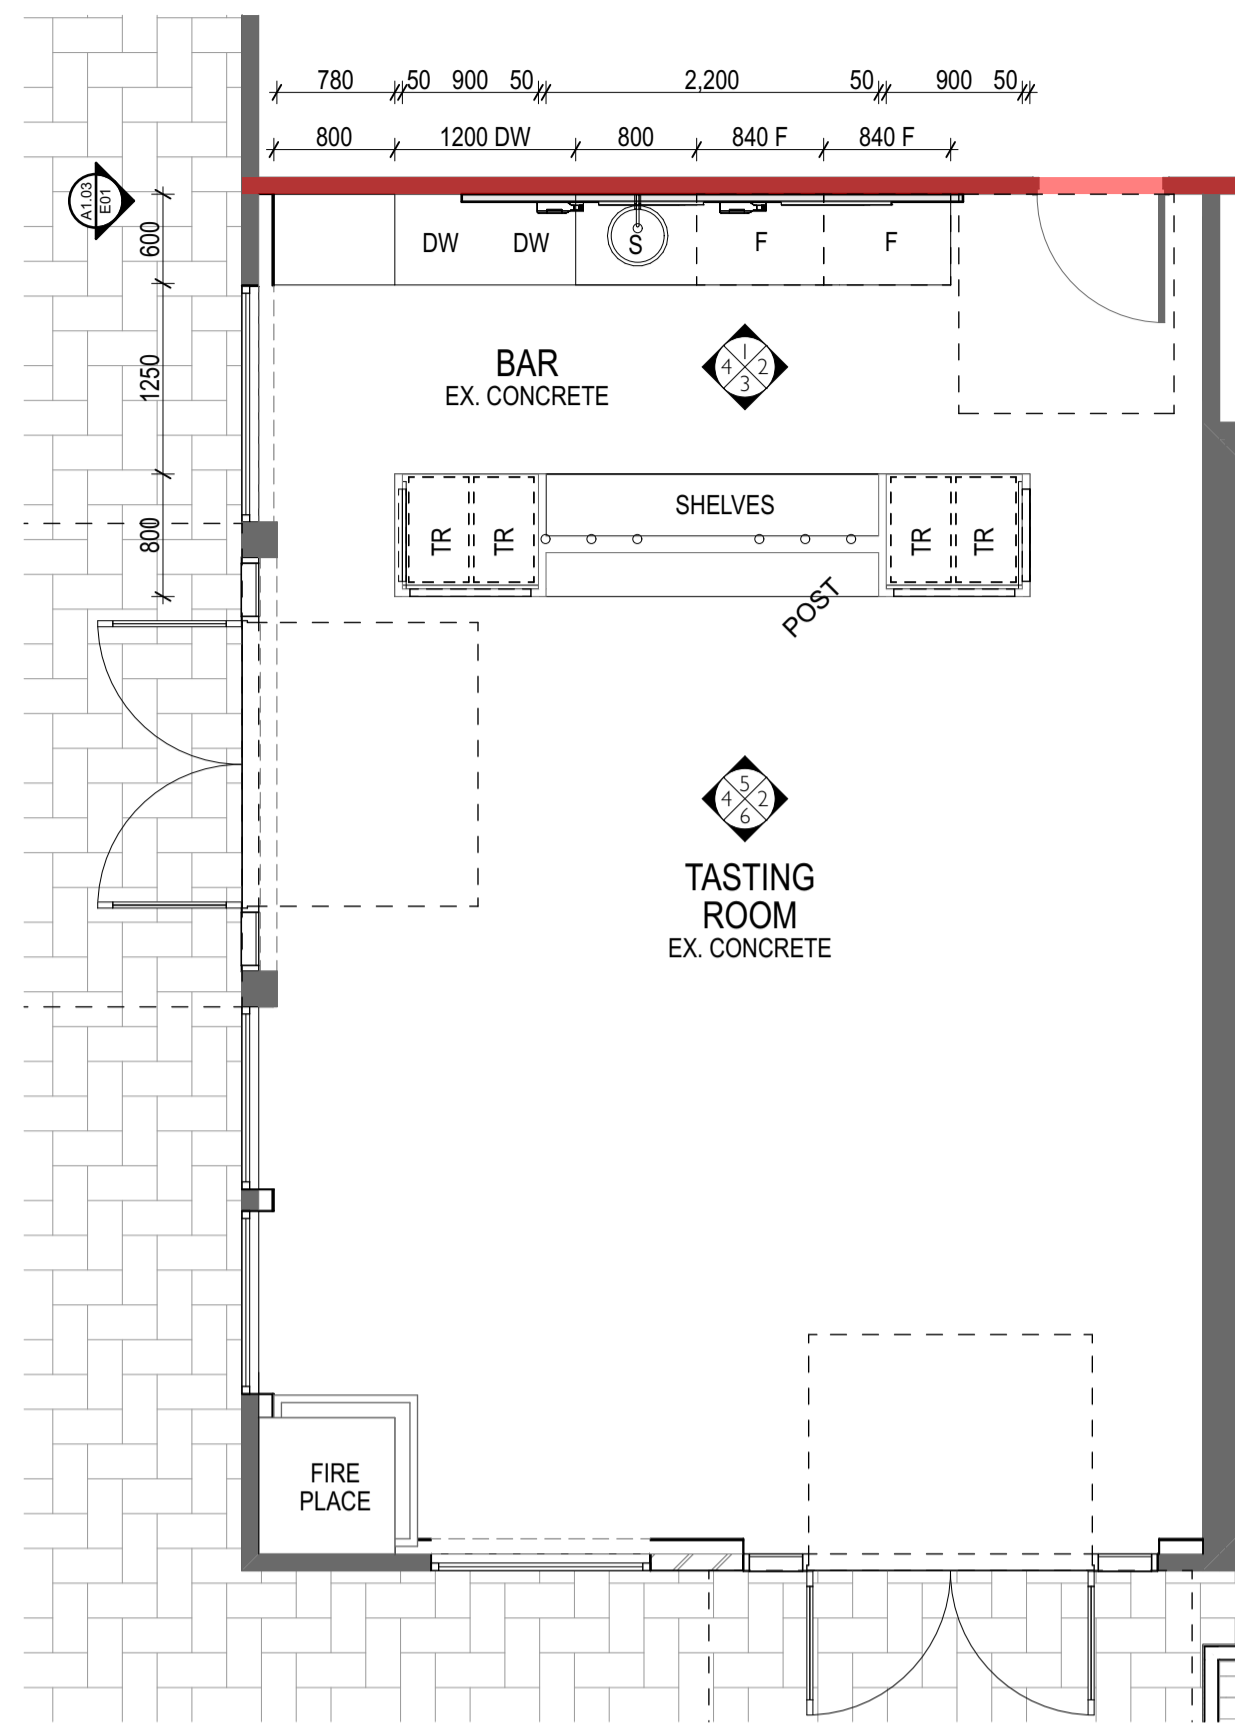 780 50 900 50 2,200 50 900 50
800 1200 DW 800 840 F 840 F
A1.03
E01
600
DW DW S F F
1250
BAR
EX. CONCRETE
1
4 2
3
800
SHELVES
TR TR TR TR
POST
5
4 2
6
TASTING
ROOM
EX. CONCRETE
FIRE
PLACE